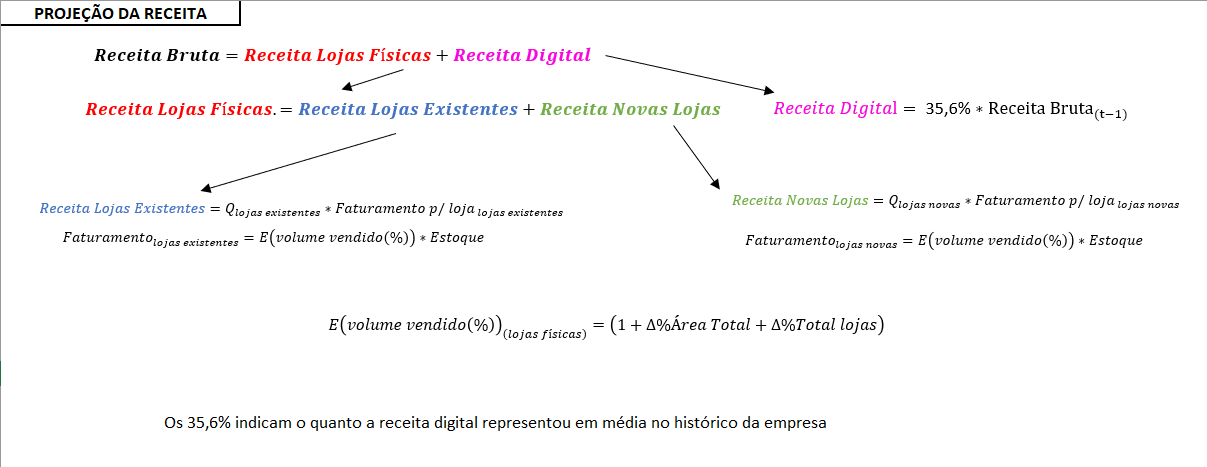 PROJEÇÃO DA RECEITA
Receita Bruta = Receita Lojas Físicas + Receita Digital
Receita Lojas Físicas. = Receita Lojas Existentes + Receita Novas Lojas
Receita Digital = 35,6% ∗ Receita Bruta(t−1)
Receita Lojas Existentes = Qlojas existentes ∗ Faturamento p/ loja lojas existentes
Faturamentolojas existentes = E(volume vendido(%)) ∗ Estoque
Receita Novas Lojas = Qlojas novas ∗ Faturamento p/ loja lojas novas
Faturamentolojas novas = E(volume vendido(%)) ∗ Estoque
E(volume vendido(%))(lojas físicas) = (1 + Δ%Área Total + Δ%Total lojas)
Os 35,6% indicam o quanto a receita digital representou em média no histórico da empresa